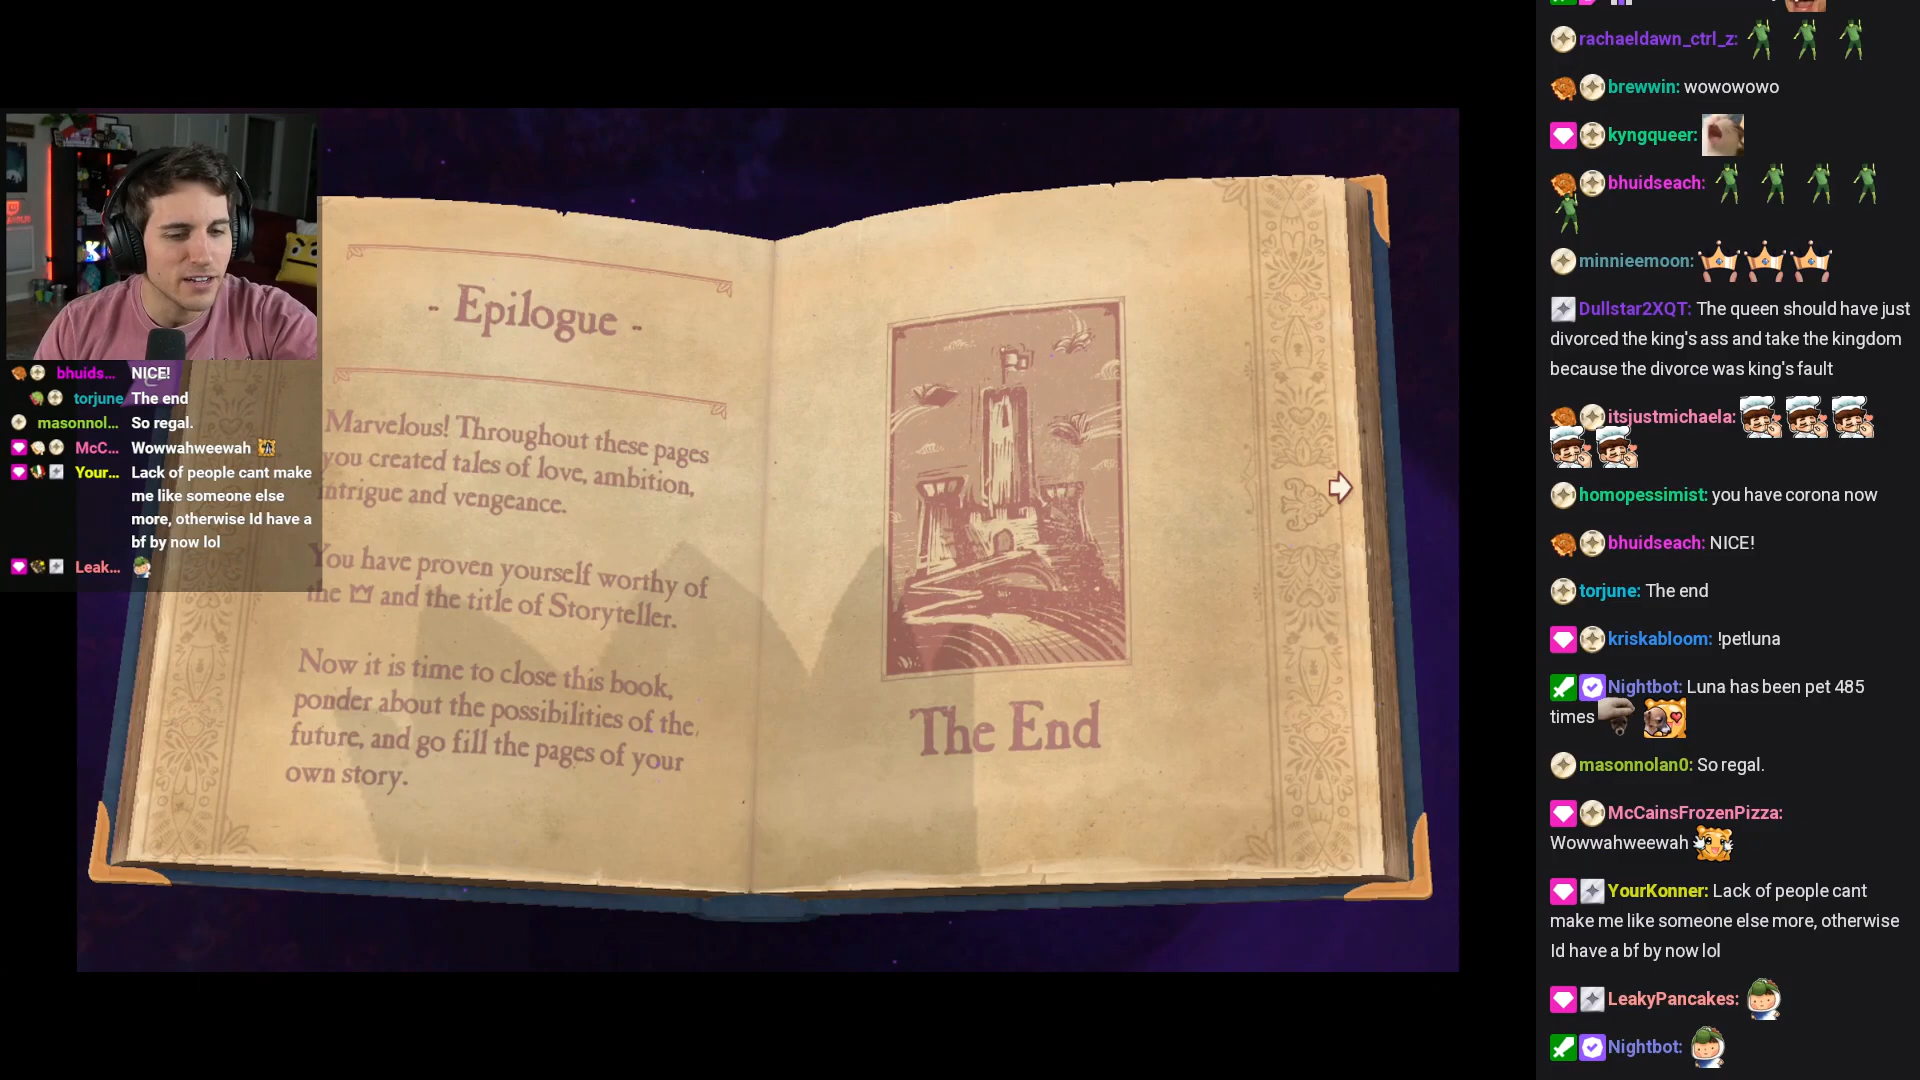 - Epilogue -
Marvelous! Throughout these pages
you created tales of love, ambition,
intrigue and vengeance.
You have proven yourself worthy of
the and the title of Storyteller.
Now it is time to close this book,
ponder about the possibilities of the
future, and go fill the pages of your
own story.
The End
bhuids... NICE!
torjune The end
masonnol... So regal.
McC... Wowwahweewah
Your... Lack of people cant make
me like someone else
more, otherwise Id have a
bf by now lol
Leak...
rachaeldawn_ctrl_z:
brewwin: wowowowo
kyngqueer:
bhuidseach:
minnieemoon:
Dullstar2XQT: The queen should have just
divorced the king's ass and take the kingdom
because the divorce was king's fault
itsjustmichaela:
homopessimist: you have corona now
bhuidseach: NICE!
torjune: The end
kriskabloom: !petluna
Nightbot: Luna has been pet 485
times
masonnolan0: So regal.
McCainsFrozenPizza:
Wowwahweewah
YourKonner: Lack of people cant
make me like someone else more, otherwise
Id have a bf by now lol
LeakyPancakes:
Nightbot: